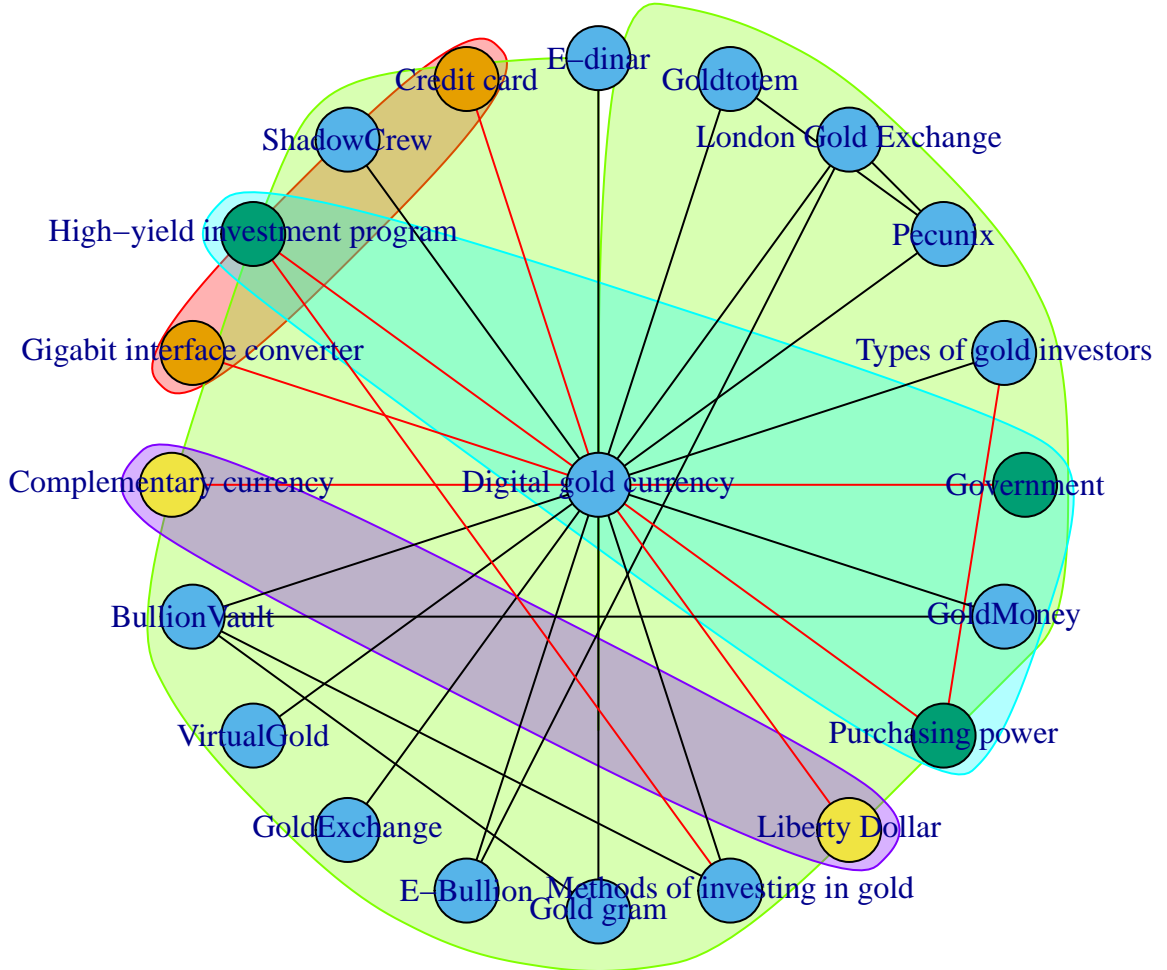 E−dinar
Credit card
Goldtotem
ShadowCrew
London Gold Exchange
High−yield investment program
Pecunix
Gigabit interface converter
Types of gold investors
Complementary currency
Digital gold currency
Government
BullionVault
GoldMoney
VirtualGold
Purchasing power
GoldExchange
Liberty Dollar
E−Bullion
Methods of investing in gold
Gold gram